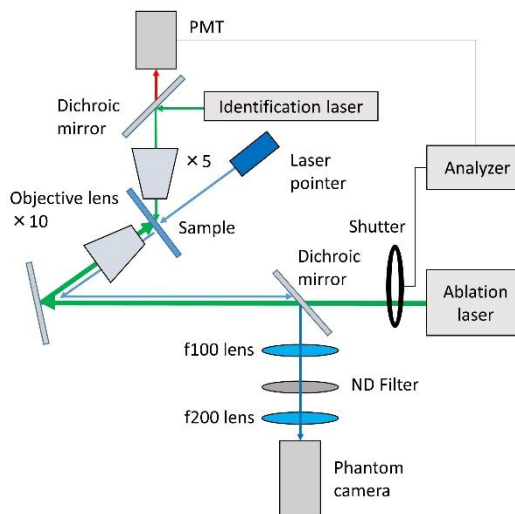 PMT
Dichroic
mirror
Identification laser
× 5
Laser
pointer
Analyzer
Objective lens
× 10
Sample
Shutter
Dichroic
mirror
Ablation
laser
f100 lens
ND Filter
f200 lens
Phantom
camera